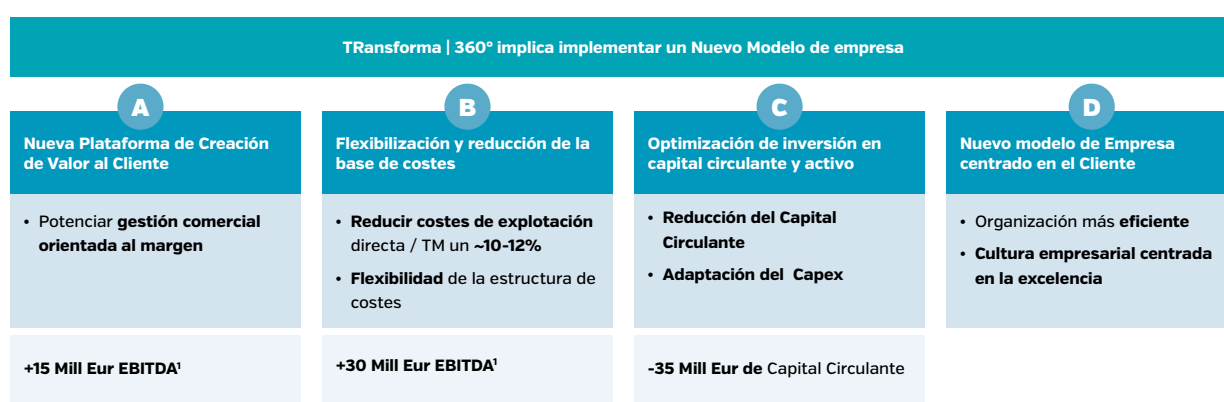 TRansforma | 360º implica implementar un Nuevo Modelo de empresa
A
Nueva Plataforma de Creación
de Valor al Cliente
• Potenciar gestión comercial
orientada al margen
+15 Mill Eur EBITDA¹
B
Flexibilización y reducción de la
base de costes
• Reducir costes de explotación
directa / TM un ~10-12%
• Flexibilidad de la estructura de
costes
+30 Mill Eur EBITDA¹
C
Optimización de inversión en
capital circulante y activo
• Reducción del Capital
Circulante
• Adaptación del Capex
-35 Mill Eur de Capital Circulante
D
Nuevo modelo de Empresa
centrado en el Cliente
• Organización más eficiente
• Cultura empresarial centrada
en la excelencia